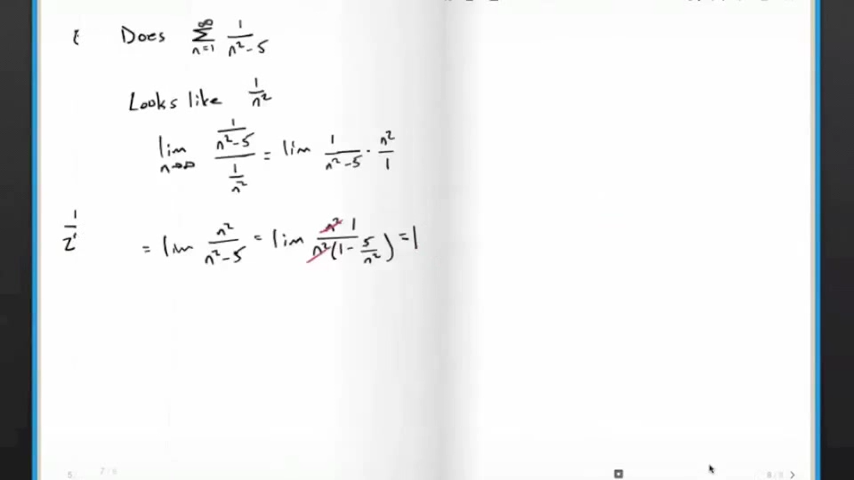 Does ∑_{n=1}^{∞} 1/(n²-5)
Looks like 1/n²
lim_{n→∞} (1/(n²-5))/(1/n²) = lim 1/(n²-5) · n²/1
= lim n²/(n²-5) = lim n² 1/(n²(1 - 5/n²)) = 1